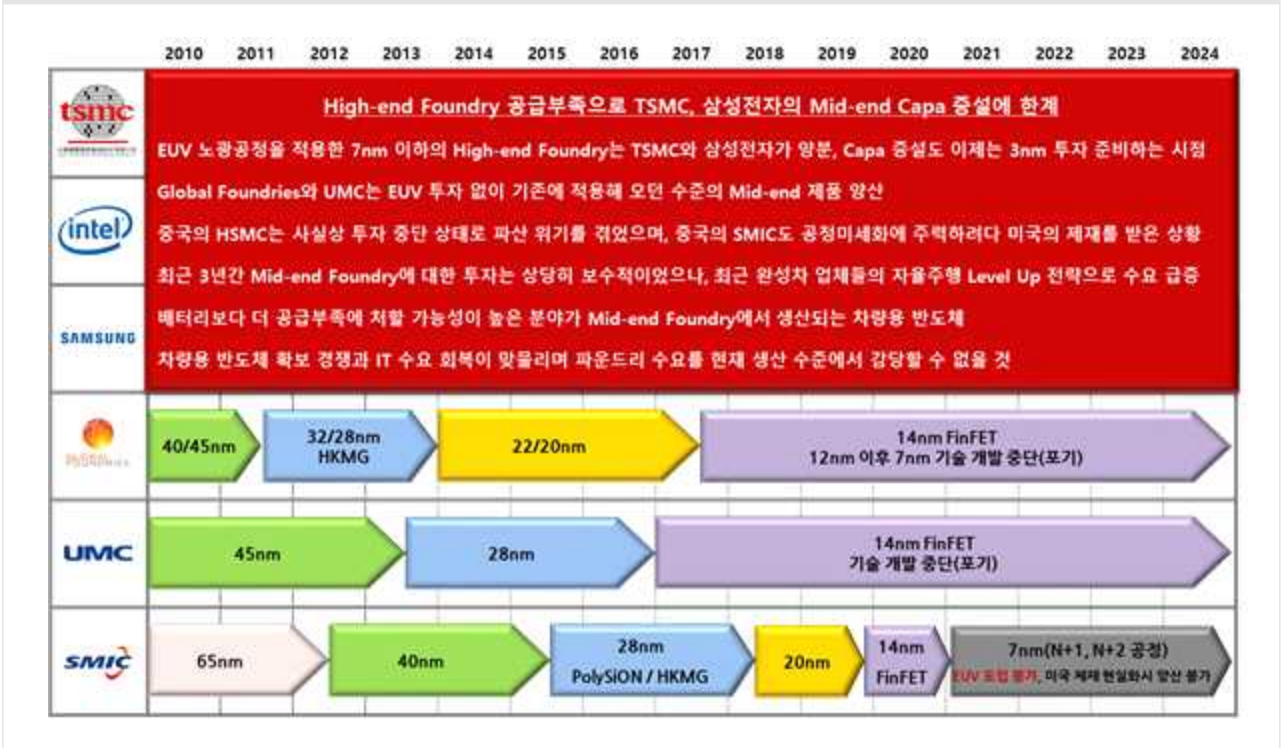 2010 2011 2012 2013 2014 2015 2016 2017 2018 2019 2020 2021 2022 2023 2024
tsmc
High-end Foundry 공급부족으로 TSMC, 삼성전자의 Mid-end Capa 증설에 한계
EUV 노광공정을 적용한 7nm 이하의 High-end Foundry는 TSMC와 삼성전자가 양분, Capa 증설도 이제는 3nm 투자 준비하는 시점
Global Foundries와 UMC는 EUV 투자 없이 기존에 적용해 오던 수준의 Mid-end 제품 양산
intel
중국의 HSMC는 사실상 투자 중단 상태로 파산 위기를 겪었으며, 중국의 SMIC도 공정미세화에 주력하려다 미국의 제재를 받은 상황
최근 3년간 Mid-end Foundry에 대한 투자는 상당히 보수적이었으나, 최근 완성차 업체들의 자율주행 Level Up 전략으로 수요 급증
배터리보다 더 공급부족에 처할 가능성이 높은 분야가 Mid-end Foundry에서 생산되는 차량용 반도체
SAMSUNG
차량용 반도체 확보 경쟁과 IT 수요 회복이 맞물리며 파운드리 수요를 현재 생산 수준에서 감당할 수 없을 것
40/45nm
32/28nm
HKMG
22/20nm
14nm FinFET
12nm 이후 7nm 기술 개발 중단(포기)
UMC
45nm
28nm
14nm FinFET
기술 개발 중단(포기)
SMIC
65nm
40nm
28nm
PolySiON / HKMG
20nm
14nm
FinFET
7nm(N+1, N+2 공정)
EUV 도입 불가, 미국 제재 현실화시 양산 불가